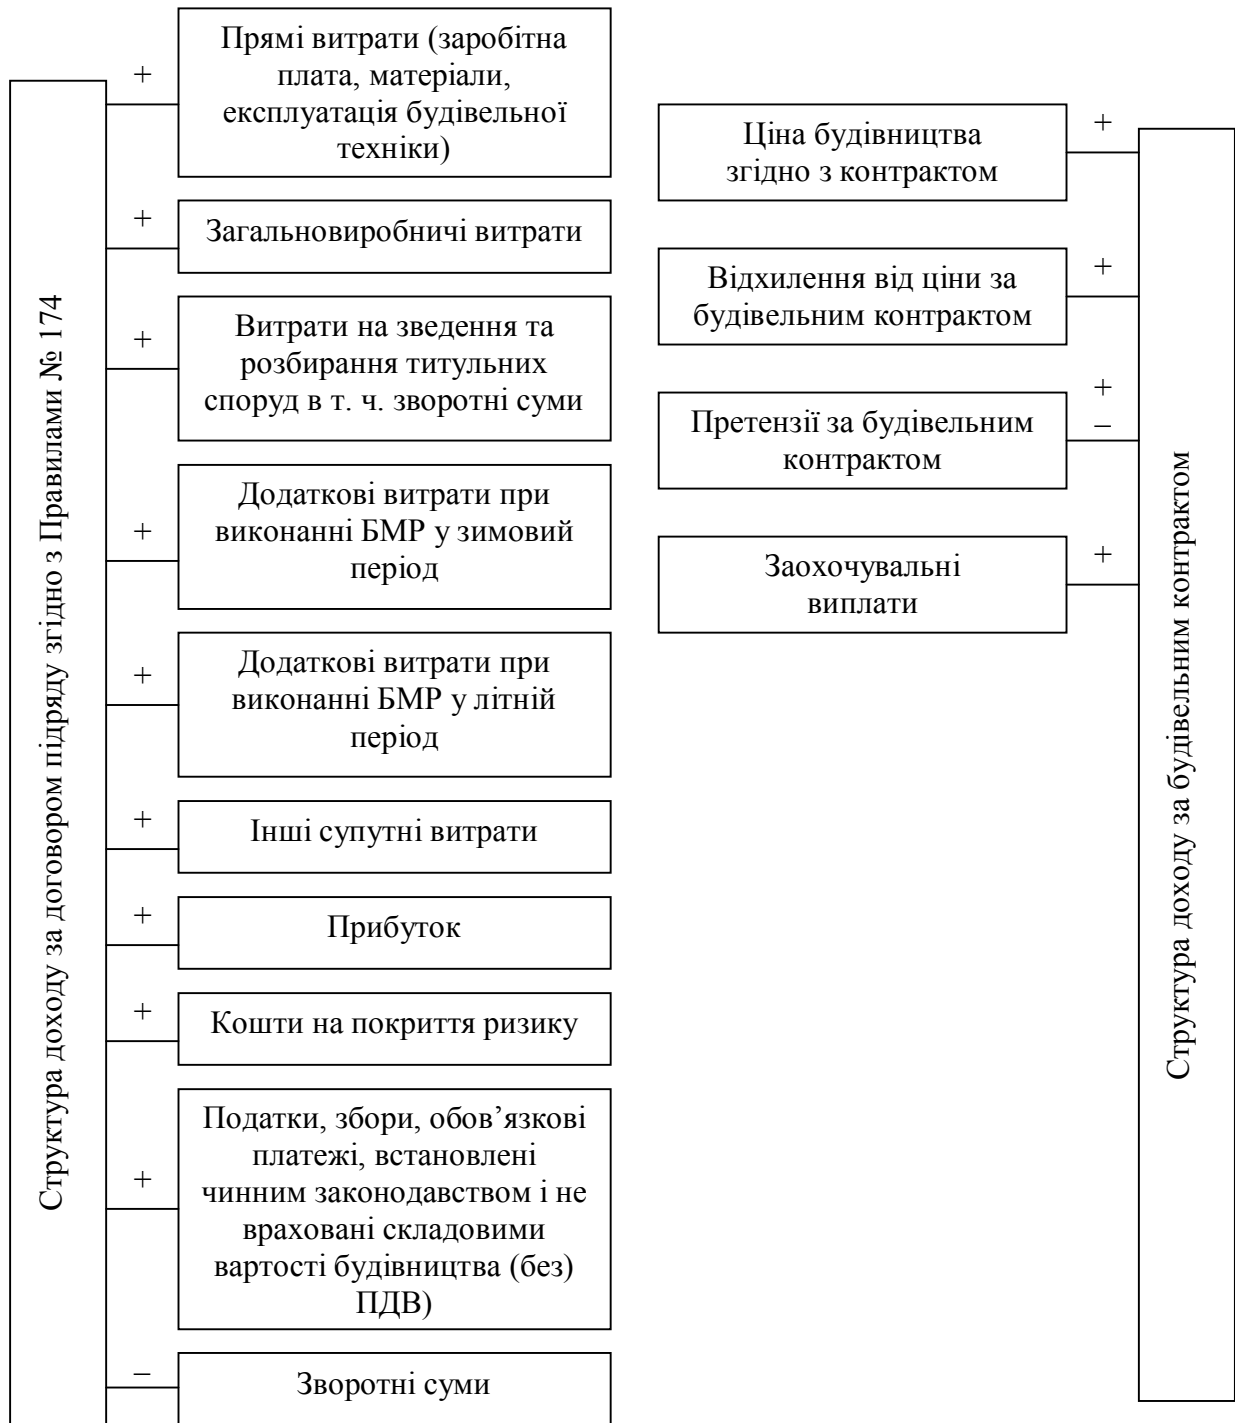 Структура доходу за договором підряду згідно з Правилами № 174
+
Прямі витрати (заробітна
плата, матеріали,
експлуатація будівельної
техніки)
+
Загальновиробничі витрати
+
Витрати на зведення та
розбирання титульних
споруд в т. ч. зворотні суми
+
Додаткові витрати при
виконанні БМР у зимовий
період
+
Додаткові витрати при
виконанні БМР у літній
період
+
Інші супутні витрати
+
Прибуток
+
Кошти на покриття ризику
+
Податки, збори, обов’язкові
платежі, встановлені
чинним законодавством і не
враховані складовими
вартості будівництва (без)
ПДВ)
–
Зворотні суми
Ціна будівництва
згідно з контрактом
+
Відхилення від ціни за
будівельним контрактом
+
Претензії за будівельним
контрактом
+
–
Заохочувальні
виплати
+
Структура доходу за будівельним контрактом